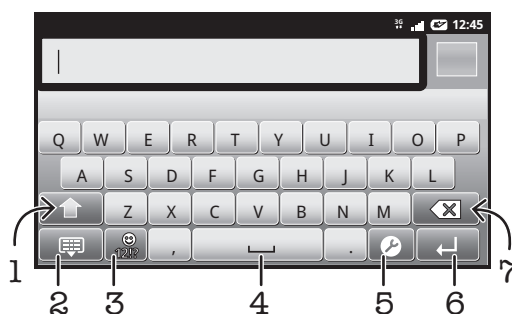 3G 12:45
Q W E R T Y U I O P
A S D F G H J K L
Z X C V B N M
12!? , .
1 2 3 4 5 6 7